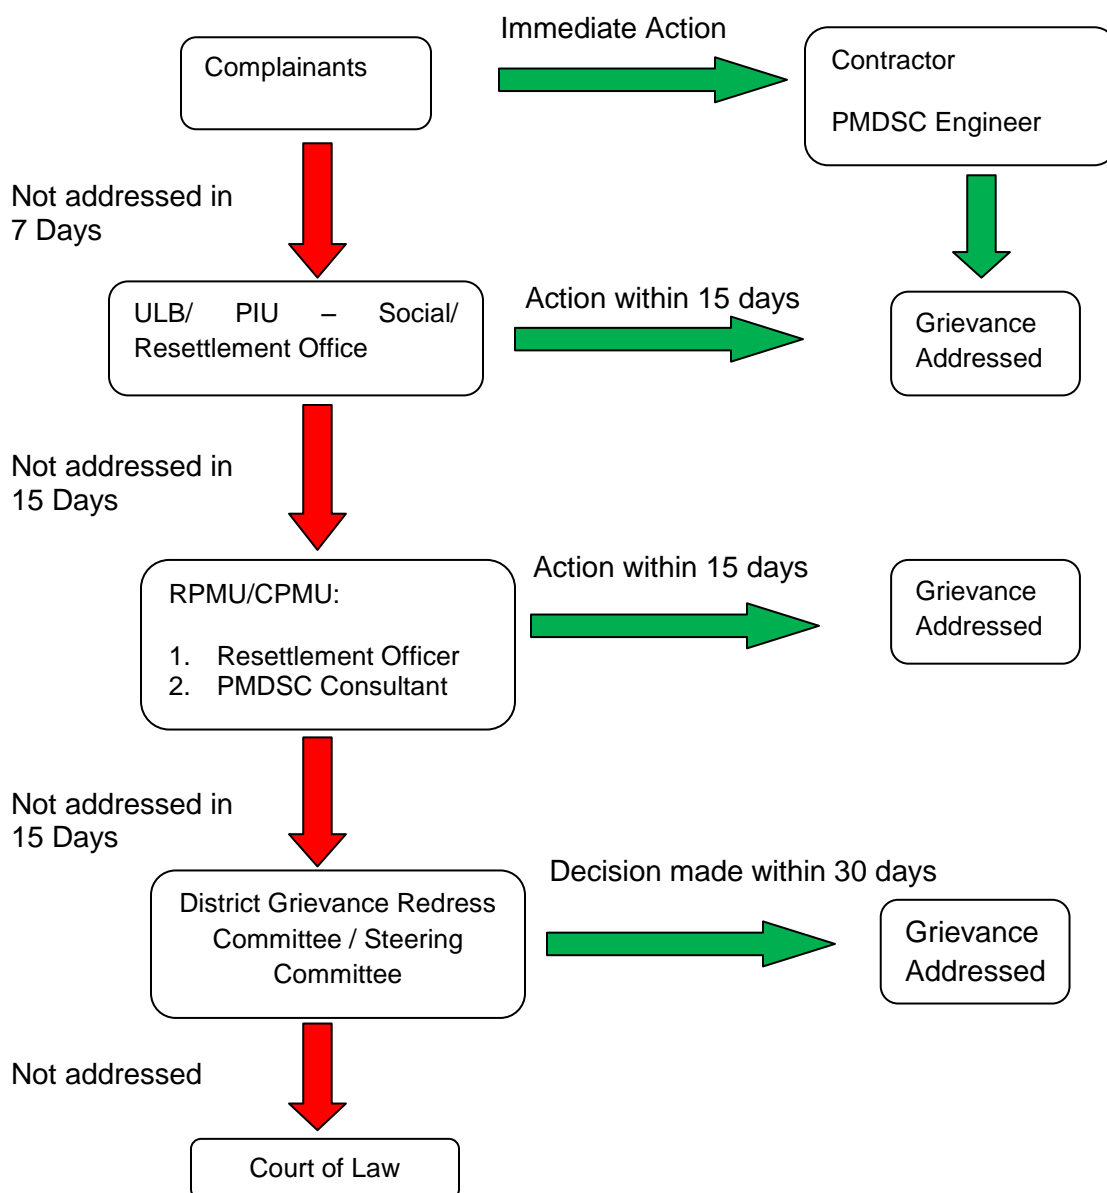 Immediate Action
Complainants
Contractor
PMDSC Engineer
Not addressed in
7 Days
ULB/ PIU – Social/
Resettlement Office
Action within 15 days
Grievance
Addressed
Not addressed in
15 Days
RPMU/CPMU:
1. Resettlement Officer
2. PMDSC Consultant
Action within 15 days
Grievance
Addressed
Not addressed in
15 Days
District Grievance Redress
Committee / Steering
Committee
Decision made within 30 days
Grievance
Addressed
Not addressed
Court of Law